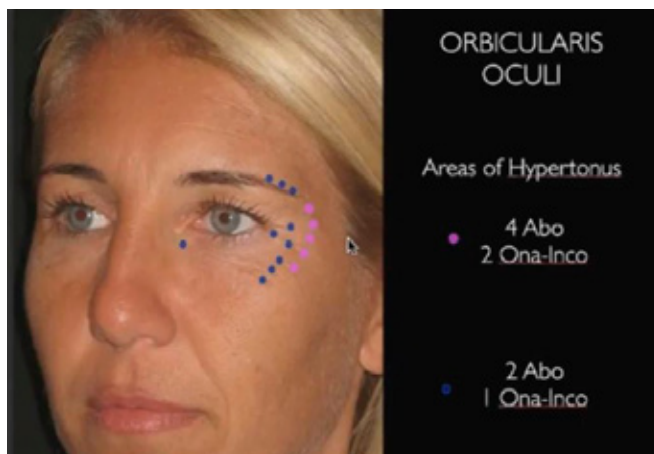 ORBICULARIS
OCULI
Areas of Hypertonus
4 Abo
2 Ona-Inco
2 Abo
1 Ona-Inco